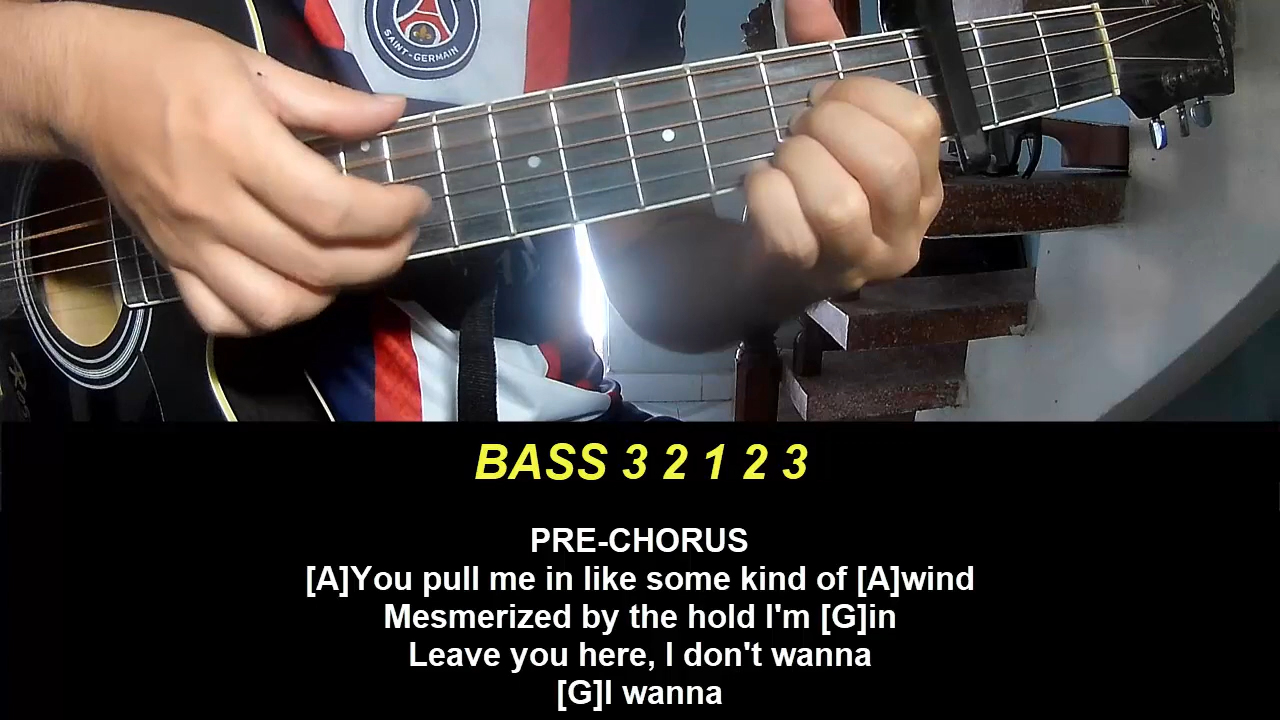 SAINT-GERMAIN
BASS 3 2 1 2 3
PRE-CHORUS
[A]You pull me in like some kind of [A]wind
Mesmerized by the hold I'm [G]in
Leave you here, I don't wanna
[G]I wanna